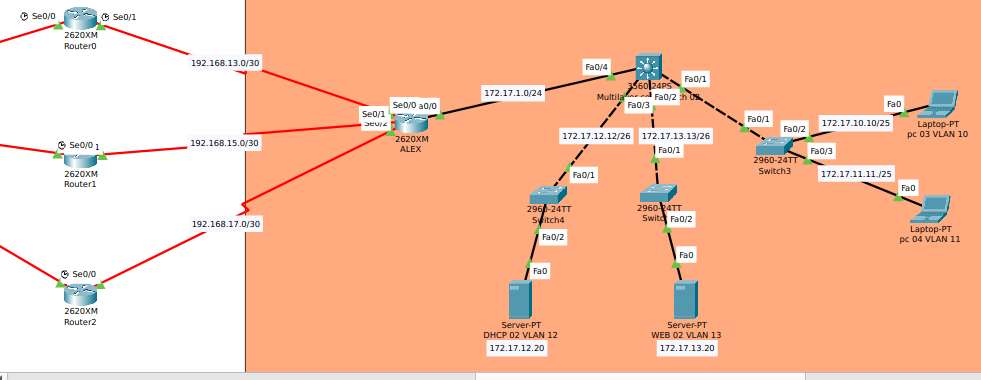 Se0/0
Se0/1
2620XM
Router0
192.168.13.0/30
Se0/0
1
2620XM
Router1
192.168.15.0/30
192.168.17.0/30
Se0/0
2620XM
Router2
Se0/0
a0/0
Se0/1
Se0/2
2620XM
ALEX
172.17.1.0/24
Fa0/4
3560-24PS
Fa0/1
Fa0/2
Fa0/3
172.17.12.12/26
172.17.13.13/26
Fa0/1
2960-24TT
Switch4
Fa0/2
Fa0
Server-PT
DHCP 02 VLAN 12
172.17.12.20
Fa0/1
2960-24TT
Fa0/2
Fa0
Server-PT
WEB 02 VLAN 13
172.17.13.20
Fa0/1
Fa0/2
2960-24TT
Switch3
Fa0/3
172.17.10.10/25
Fa0
Laptop-PT
pc 03 VLAN 10
172.17.11.11./25
Fa0
Laptop-PT
pc 04 VLAN 11